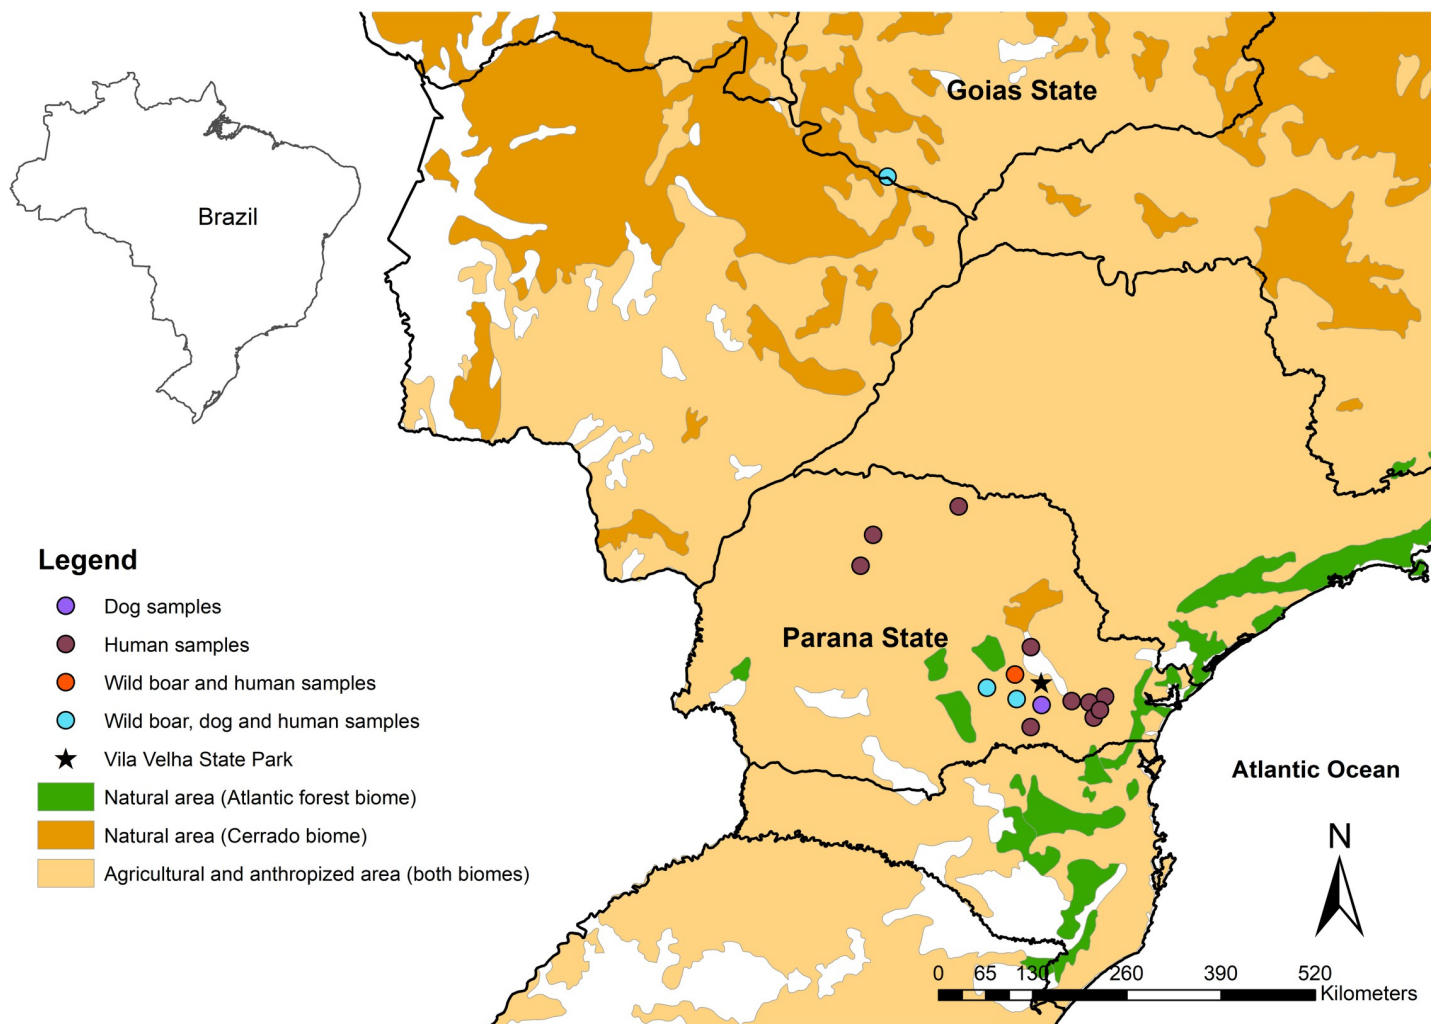 Goias State
Brazil
Legend
Dog samples
Human samples
Wild boar and human samples
Wild boar, dog and human samples
Vila Velha State Park
Natural area (Atlantic forest biome)
Natural area (Cerrado biome)
Agricultural and anthropized area (both biomes)
Parana State
Atlantic Ocean
N
0 65 130 260 390 520
Kilometers